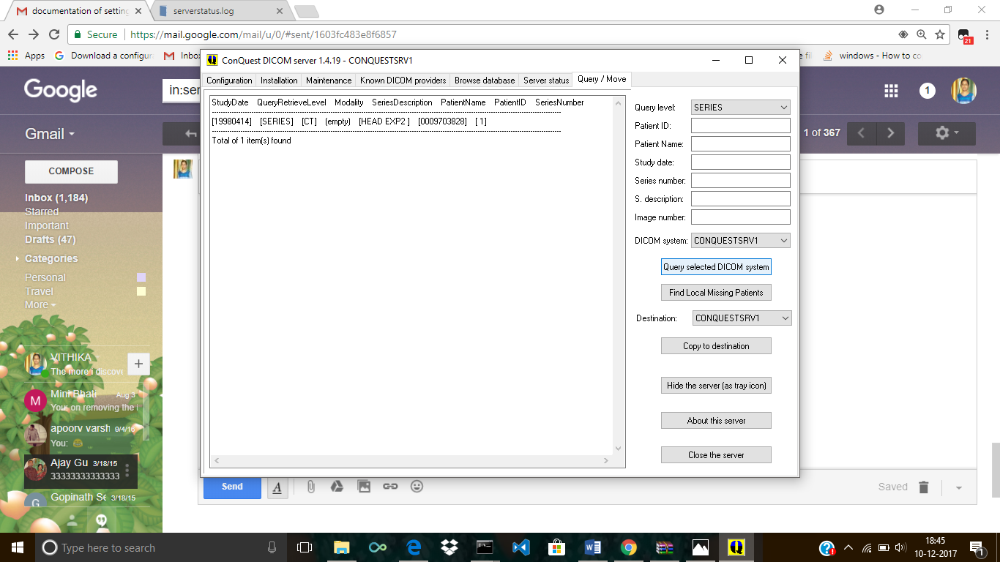 documentation of setting
serverstatus.log
Secure
https://mail.google.com/mail/u/0/#sent/1603fc483e8f6857
21
Apps
Download a configura
Inbo
windows - How to co
Google
in:sen
1
Gmail
1 of 367
COMPOSE
Inbox (1,184)
Starred
Important
Drafts (47)
Categories
Personal
Travel
More
VITHIKA
The more i discove
Mini Bhati Aug 3
Your on removing the i
apoorv varsh 9/4/16
You:
Ajay Gu 3/18/15
33333333333333
Gopinath Se 3/18/15
ConQuest DICOM server 1.4.19 - CONQUESTSRV1
Configuration Installation Maintenance Known DICOM providers Browse database Server status Query / Move
StudyDate QueryRetrieveLevel Modality SeriesDescription PatientName PatientID SeriesNumber
[19980414] [SERIES] [CT] (empty) [HEAD EXP2 ] [0009703828] [ 1]
Total of 1 item(s) found
Query level: SERIES
Patient ID:
Patient Name:
Study date:
Series number:
S. description:
Image number:
DICOM system: CONQUESTSRV1
Query selected DICOM system
Find Local Missing Patients
Destination: CONQUESTSRV1
Copy to destination
Hide the server (as tray icon)
About this server
Close the server
Send
Saved
Type here to search
18:45
10-12-2017
1